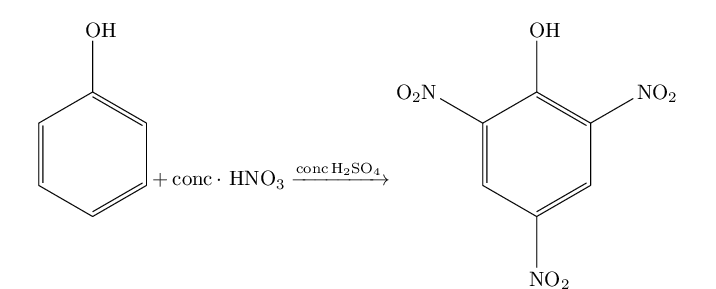 OH
+ conc · HNO₃ conc H₂SO₄
OH
O₂N
NO₂
NO₂